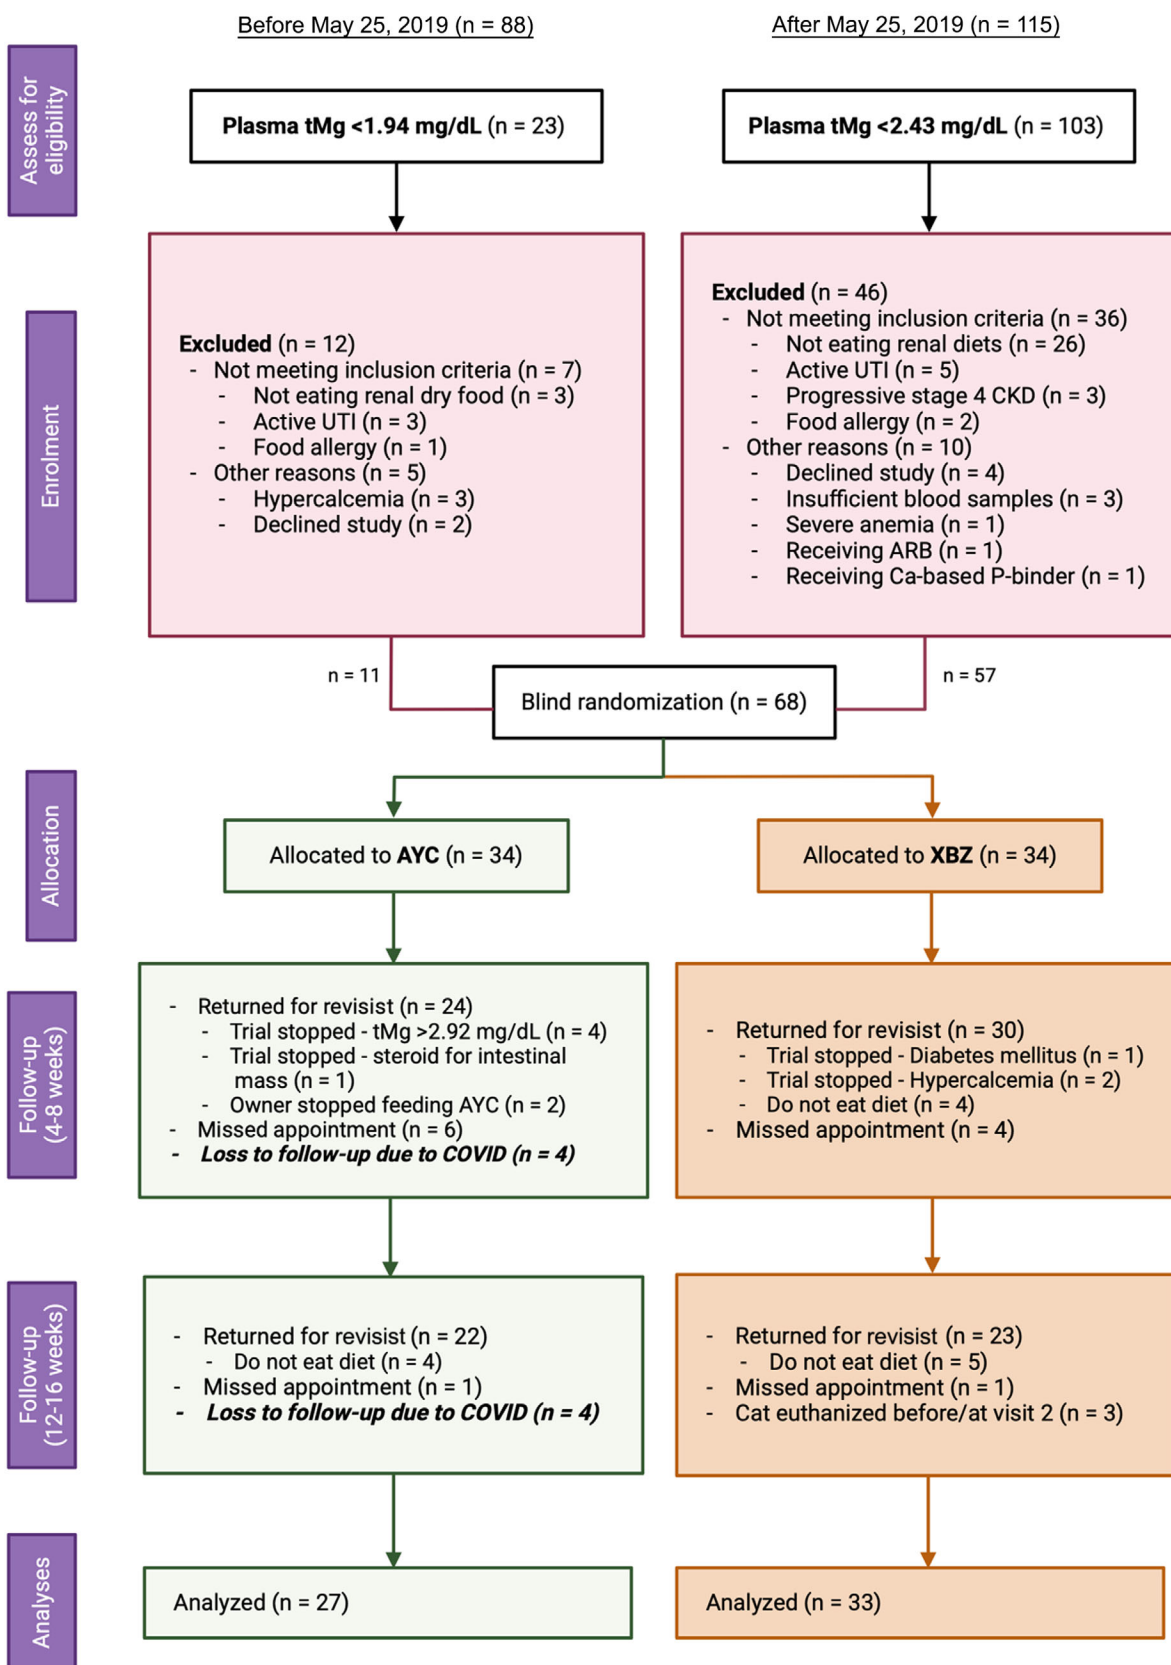 Before May 25, 2019 (n = 88)
After May 25, 2019 (n = 115)
Assess for
eligibility
Plasma tMg <1.94 mg/dL (n = 23)
Plasma tMg <2.43 mg/dL (n = 103)
Enrolment
Excluded (n = 12)
- Not meeting inclusion criteria (n = 7)
- Not eating renal dry food (n = 3)
- Active UTI (n = 3)
- Food allergy (n = 1)
- Other reasons (n = 5)
- Hypercalcemia (n = 3)
- Declined study (n = 2)
Excluded (n = 46)
- Not meeting inclusion criteria (n = 36)
- Not eating renal diets (n = 26)
- Active UTI (n = 5)
- Progressive stage 4 CKD (n = 3)
- Food allergy (n = 2)
- Other reasons (n = 10)
- Declined study (n = 4)
- Insufficient blood samples (n = 3)
- Severe anemia (n = 1)
- Receiving ARB (n = 1)
- Receiving Ca-based P-binder (n = 1)
n = 11
n = 57
Blind randomization (n = 68)
Allocation
Allocated to AYC (n = 34)
Allocated to XBZ (n = 34)
Follow-up
(4-8 weeks)
- Returned for revisist (n = 24)
- Trial stopped - tMg >2.92 mg/dL (n = 4)
- Trial stopped - steroid for intestinal
mass (n = 1)
- Owner stopped feeding AYC (n = 2)
- Missed appointment (n = 6)
- Loss to follow-up due to COVID (n = 4)
- Returned for revisist (n = 30)
- Trial stopped - Diabetes mellitus (n = 1)
- Trial stopped - Hypercalcemia (n = 2)
- Do not eat diet (n = 4)
- Missed appointment (n = 4)
Follow-up
(12-16 weeks)
- Returned for revisist (n = 22)
- Do not eat diet (n = 4)
- Missed appointment (n = 1)
- Loss to follow-up due to COVID (n = 4)
- Returned for revisist (n = 23)
- Do not eat diet (n = 5)
- Missed appointment (n = 1)
- Cat euthanized before/at visit 2 (n = 3)
Analyses
Analyzed (n = 27)
Analyzed (n = 33)